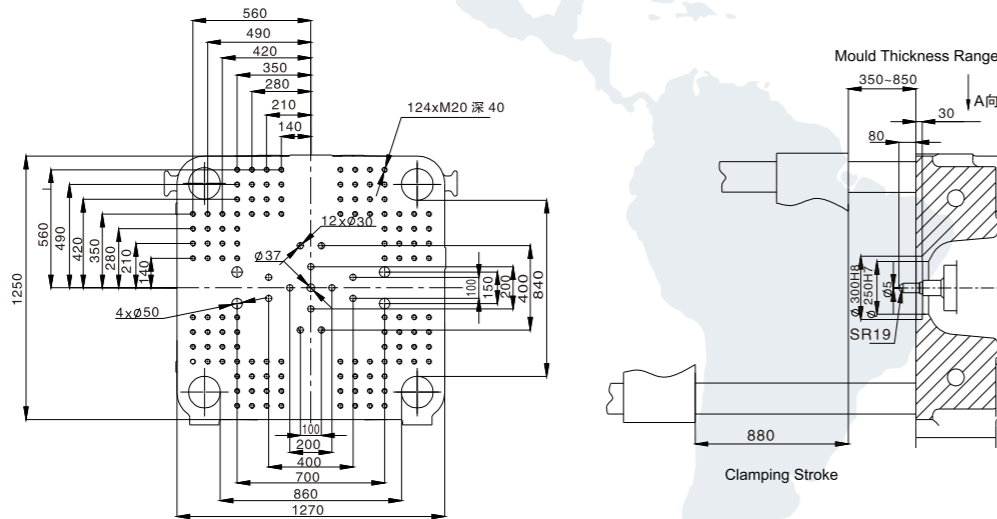 560
490
420
350
280
210
140
124xM20 深 40
12xØ30
Ø37
4xØ50
1250
560
490
420
350
280
210
140
100
150
200
400
840
100
200
400
700
860
1270
Mould Thickness Range
350~850
A向
30
80
Ø300H8
Ø250H7
Ø5
SR19
880
Clamping Stroke